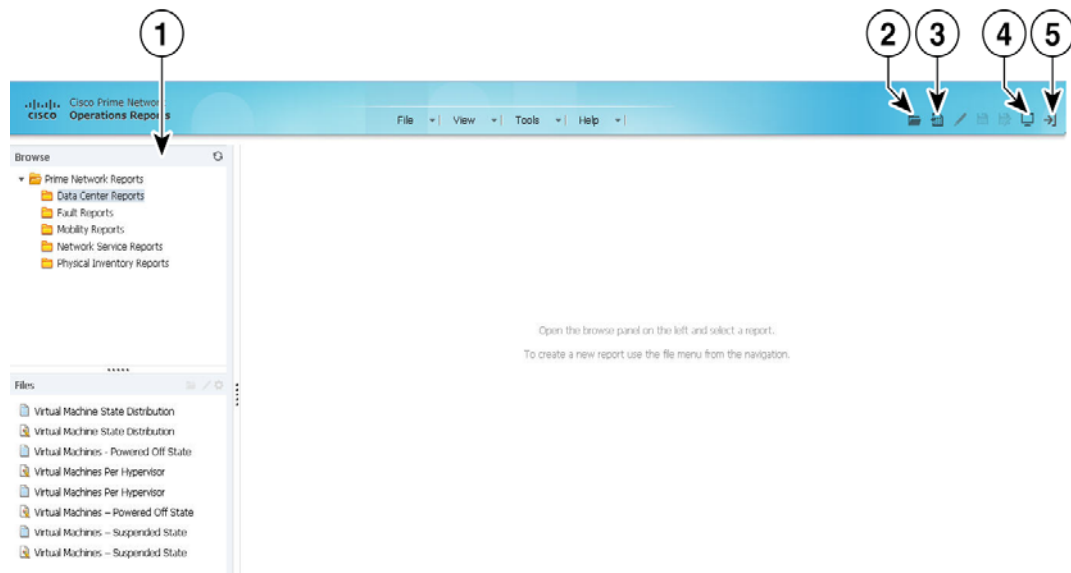 1
2
3
4
5
CISCO
Cisco Prime Network
Operations Reports
File
View
Tools
Help
Browse
Prime Network Reports
Data Center Reports
Fault Reports
Mobility Reports
Network Service Reports
Physical Inventory Reports
Open the browse panel on the left and select a report.
To create a new report use the file menu from the navigation.
Files
Virtual Machine State Distribution
Virtual Machine State Distribution
Virtual Machines - Powered Off State
Virtual Machines Per Hypervisor
Virtual Machines Per Hypervisor
Virtual Machines – Powered Off State
Virtual Machines – Suspended State
Virtual Machines – Suspended State